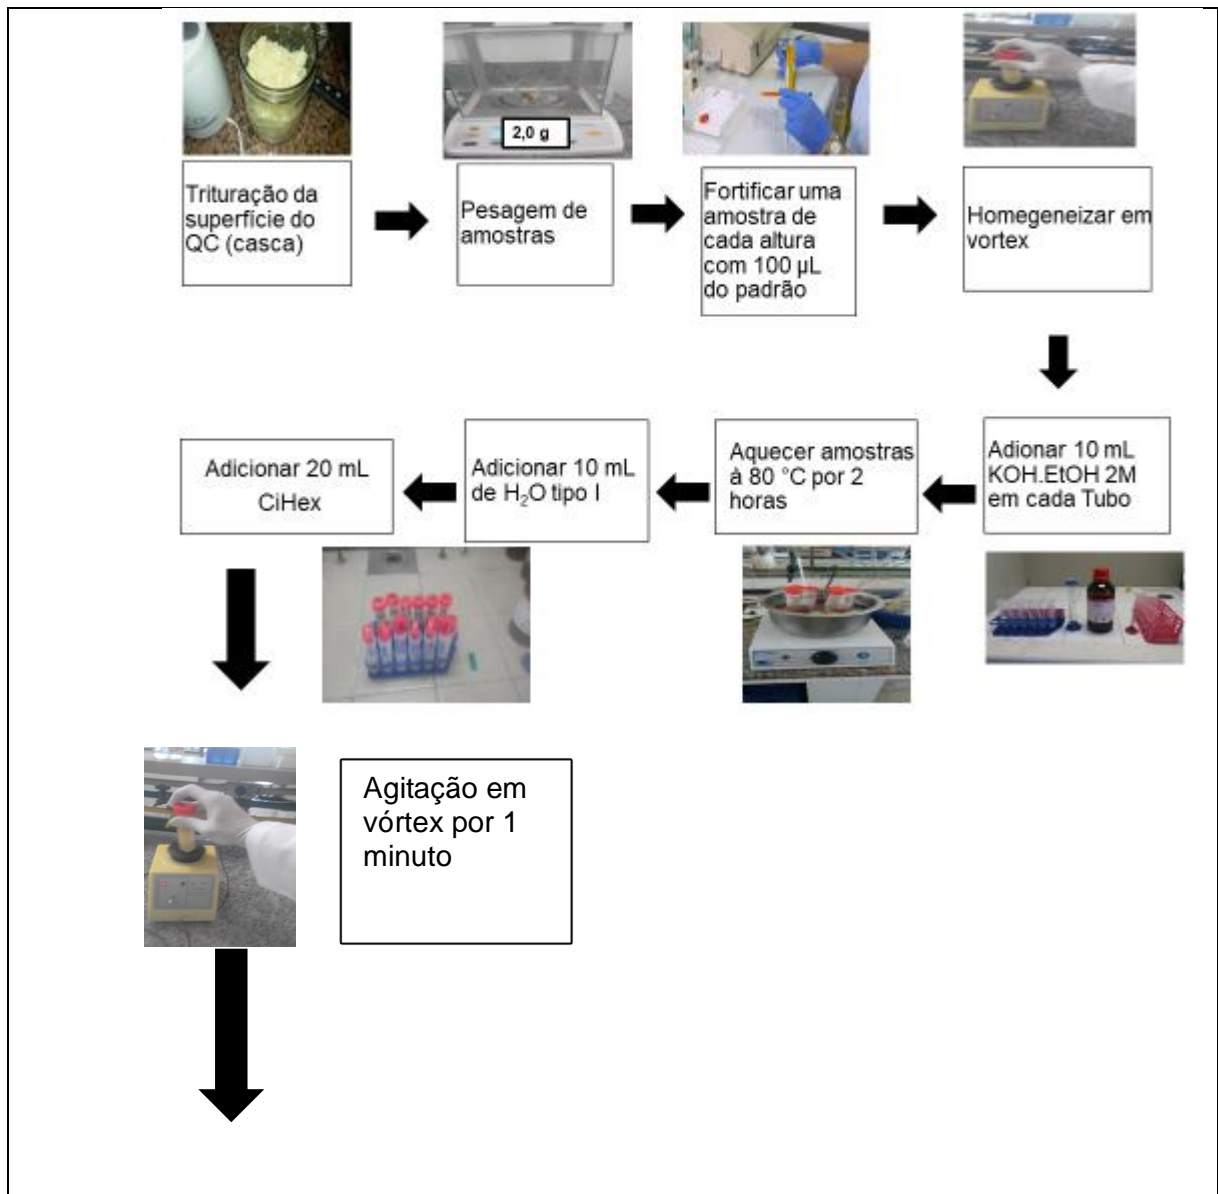 2,0 g
Trituração da
superfície do
QC (casca)
Pesagem de
amostras
Fortificar uma
amostra de
cada altura
com 100 µL
do padrão
Homegeneizar em
vortex
Adionar 10 mL
KOH.EtOH 2M
em cada Tubo
Aquecer amostras
à 80 °C por 2
horas
Adicionar 10 mL
de H₂O tipo I
Adicionar 20 mL
CiHex
Agitação em
vórtex por 1
minuto